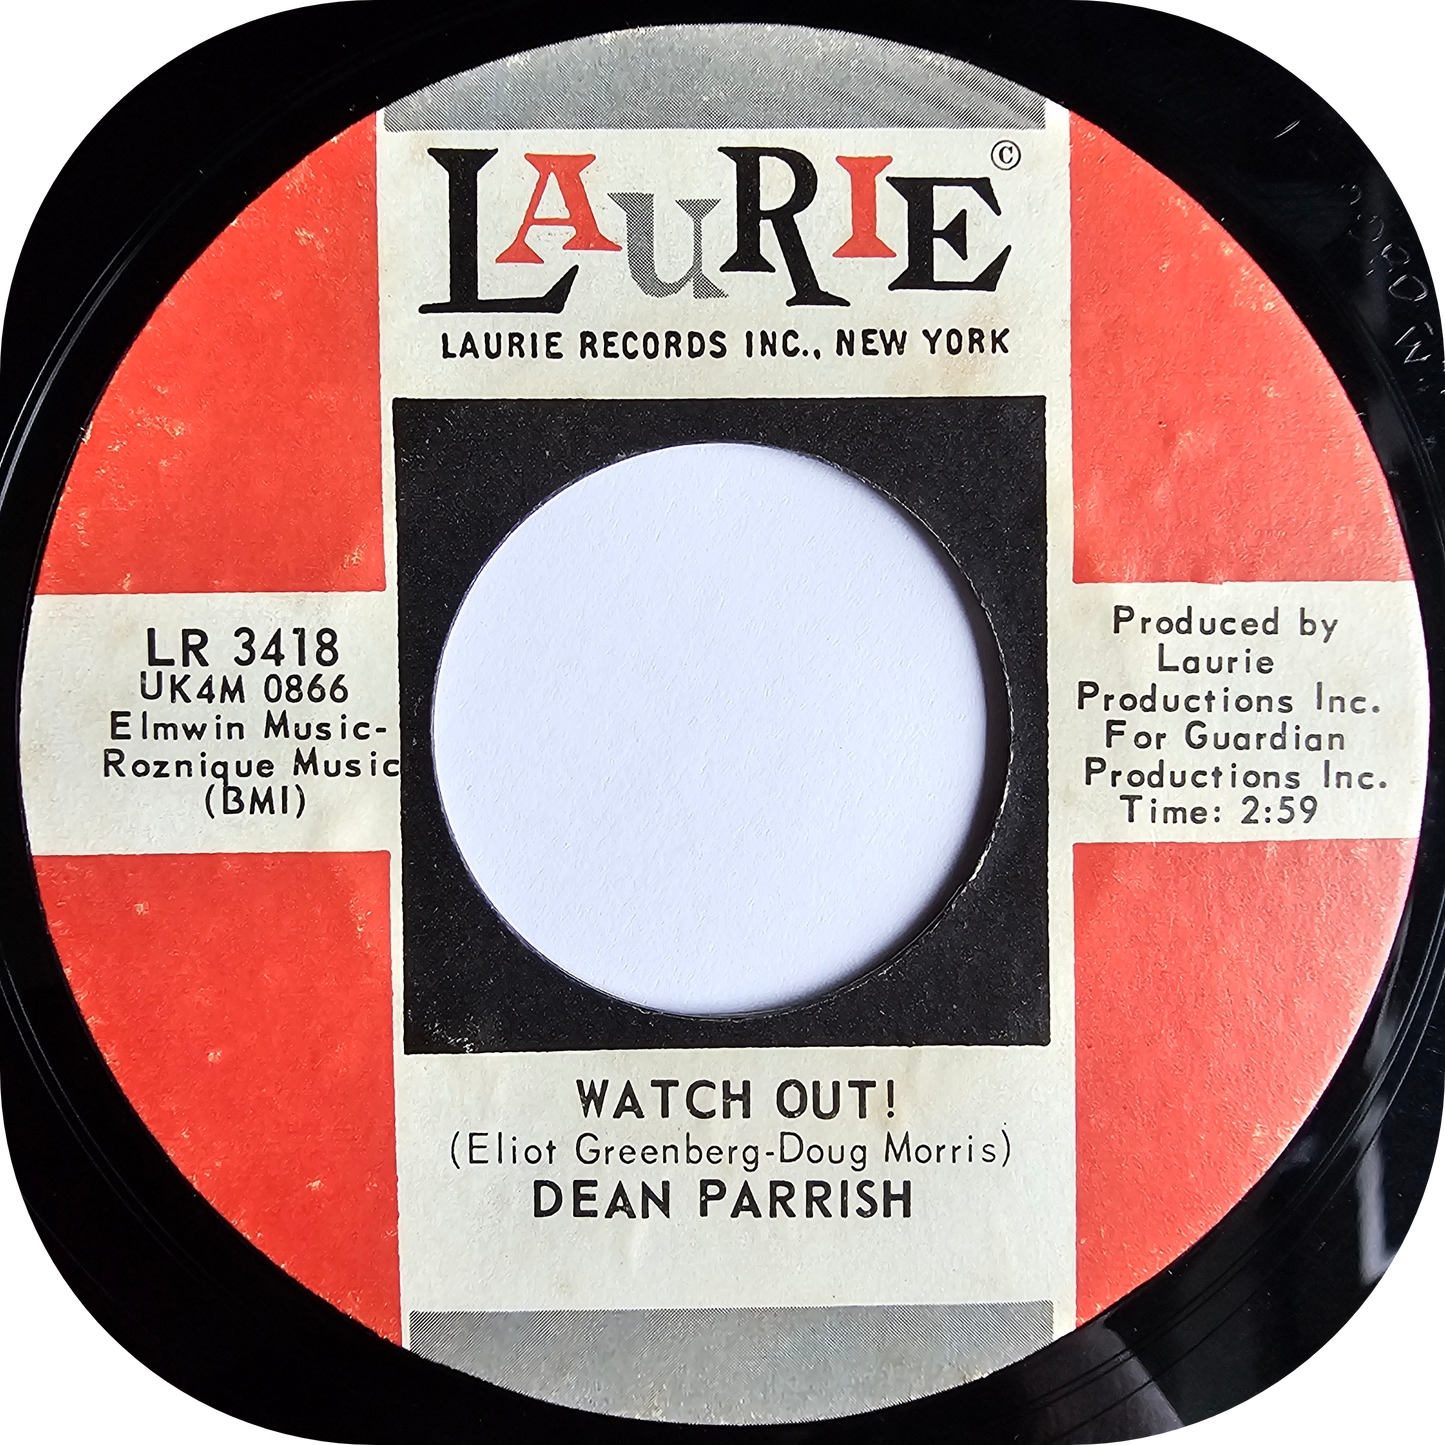 LAuRIE ©
LAURIE RECORDS INC., NEW YORK
LR 3418
UK4M 0866
Elmwin Music-
Roznique Music
(BMI)
Produced by
Laurie
Productions Inc.
For Guardian
Productions Inc.
Time: 2:59
WATCH OUT!
(Eliot Greenberg-Doug Morris)
DEAN PARRISH